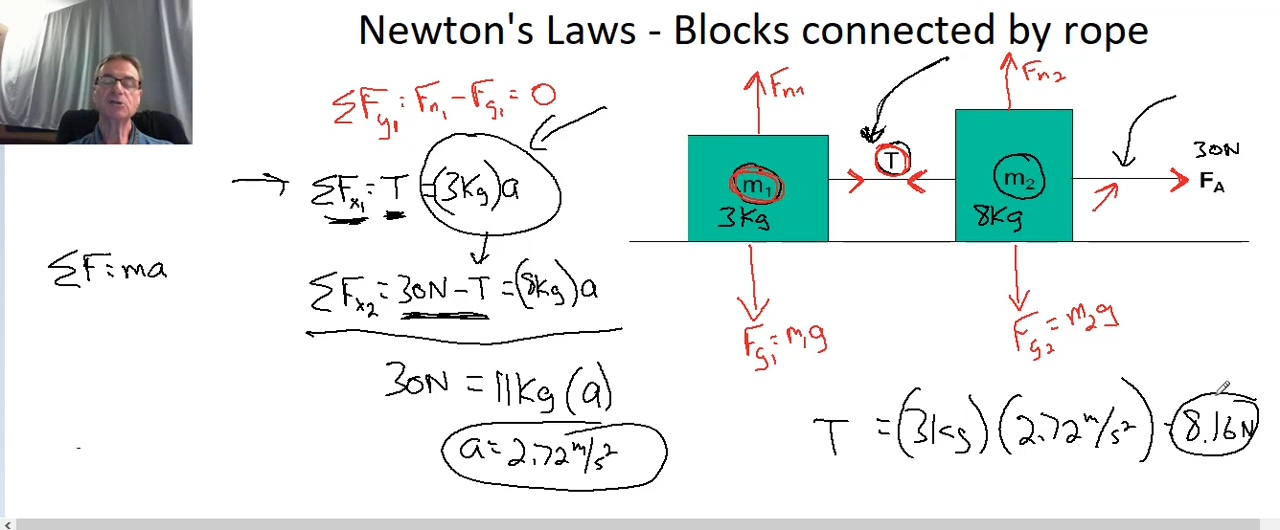 Newton's Laws - Blocks connected by rope
ΣFy₁ = Fn₁ - Fg₁ = 0
ΣFx₁ = T = (3Kg)a
ΣF = ma
ΣFx₂ = 30N - T = (8Kg)a
30N = 11Kg (a)
a = 2.72 m/s²
Fn1
Fn2
T
30N
FA
m1
3Kg
m2
8Kg
Fg₁ = m₁g
Fg₂ = m₂g
T = (3kg)(2.72 m/s²) = 8.16N